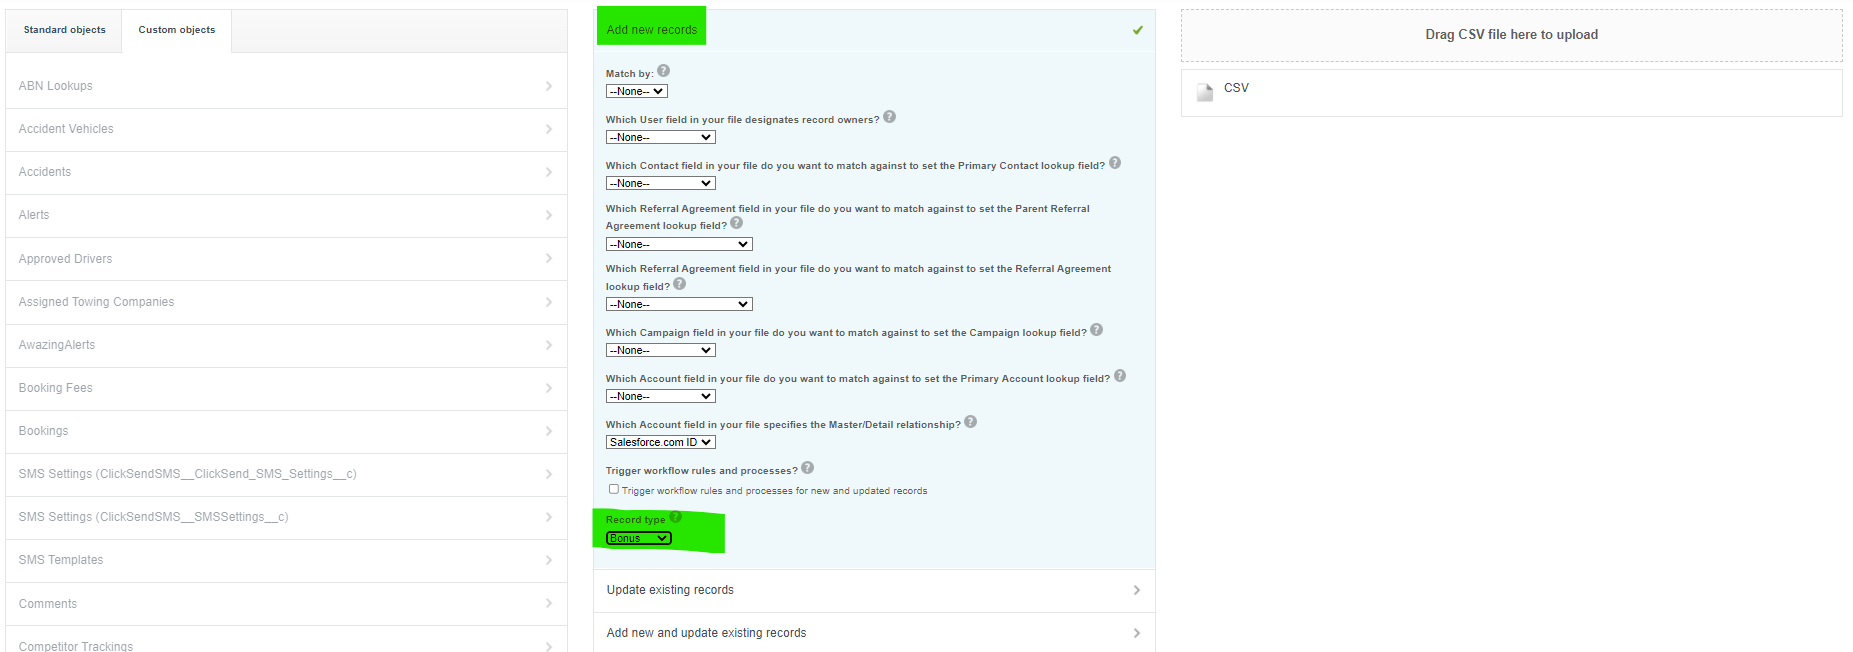 Standard objects
Custom objects
ABN Lookups
Accident Vehicles
Accidents
Alerts
Approved Drivers
Assigned Towing Companies
AwazingAlerts
Booking Fees
Bookings
SMS Settings (ClickSendSMS__ClickSend_SMS_Settings__c)
SMS Settings (ClickSendSMS__SMSSettings__c)
SMS Templates
Comments
Competitor Trackings
Add new records
Match by: ?
--None--
Which User field in your file designates record owners? ?
--None--
Which Contact field in your file do you want to match against to set the Primary Contact lookup field? ?
--None--
Which Referral Agreement field in your file do you want to match against to set the Parent Referral
Agreement lookup field? ?
--None--
Which Referral Agreement field in your file do you want to match against to set the Referral Agreement
lookup field? ?
--None--
Which Campaign field in your file do you want to match against to set the Campaign lookup field? ?
--None--
Which Account field in your file do you want to match against to set the Primary Account lookup field? ?
--None--
Which Account field in your file specifies the Master/Detail relationship? ?
Salesforce.com ID
Trigger workflow rules and processes? ?
Trigger workflow rules and processes for new and updated records
Record type ?
Bonus
Update existing records
Add new and update existing records
Drag CSV file here to upload
CSV